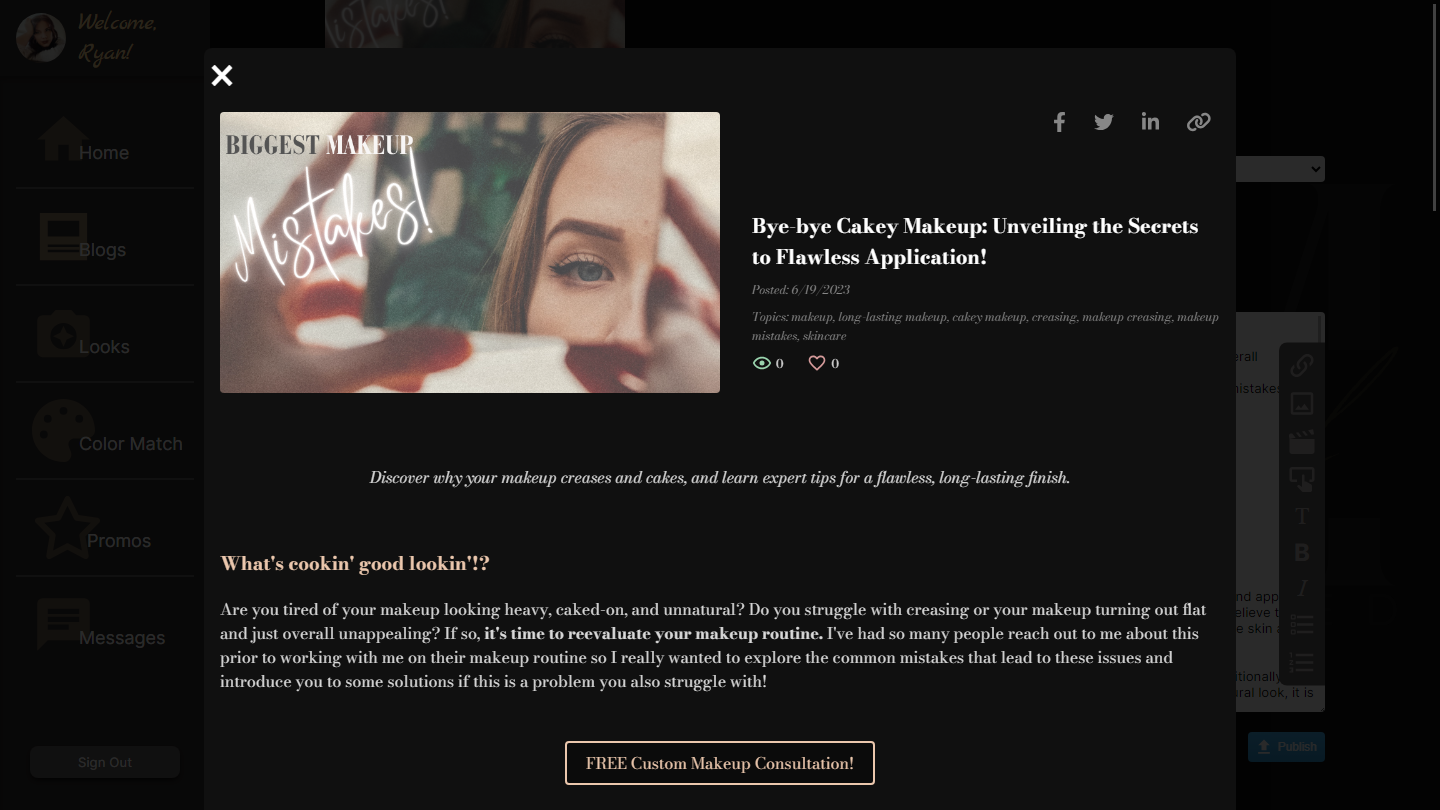 Welcome,
Ryan!
Home
Blogs
Looks
Color Match
Promos
Messages
Sign Out
BIGGEST MAKEUP
Mistakes!
Bye-bye Cakey Makeup: Unveiling the Secrets
to Flawless Application!
Posted: 6/19/2023
Topics: makeup, long-lasting makeup, cakey makeup, creasing, makeup creasing, makeup
mistakes, skincare
0 0
Discover why your makeup creases and cakes, and learn expert tips for a flawless, long-lasting finish.
What's cookin' good lookin'!?
Are you tired of your makeup looking heavy, caked-on, and unnatural? Do you struggle with creasing or your makeup turning out flat
and just overall unappealing? If so, it's time to reevaluate your makeup routine. I've had so many people reach out to me about this
prior to working with me on their makeup routine so I really wanted to explore the common mistakes that lead to these issues and
introduce you to some solutions if this is a problem you also struggle with!
FREE Custom Makeup Consultation!
T
B
I
ural look, it is
Publish